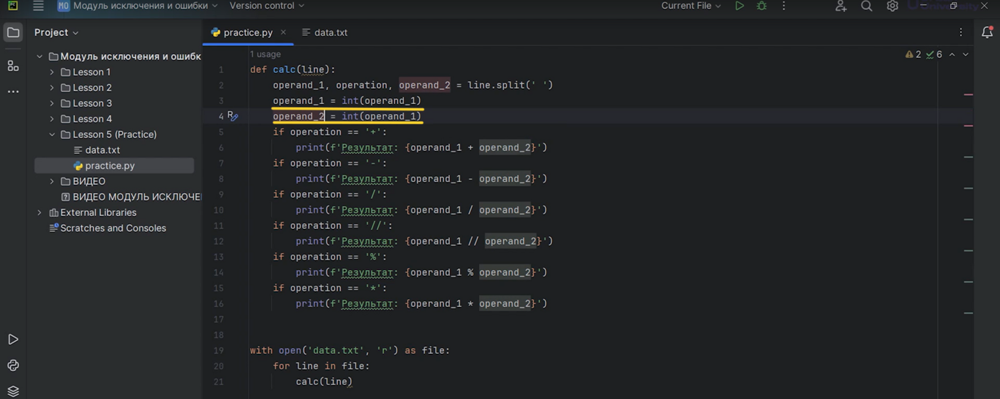 PC MO Модуль исключения и ошибки Version control Current File
Project
practice.py data.txt
Модуль исключения и ошибк
Lesson 1
Lesson 2
Lesson 3
Lesson 4
Lesson 5 (Practice)
data.txt
practice.py
ВИДЕО
ВИДЕО МОДУЛЬ ИСКЛЮЧЕ
External Libraries
Scratches and Consoles
1 usage
2 6
1 def calc(line):
2 operand_1, operation, operand_2 = line.split(' ')
3 operand_1 = int(operand_1)
4 operand_2 = int(operand_1)
5 if operation == '+':
6 print(f'Результат: {operand_1 + operand_2}')
7 if operation == '-':
8 print(f'Результат: {operand_1 - operand_2}')
9 if operation == '/':
10 print(f'Результат: {operand_1 / operand_2}')
11 if operation == '//':
12 print(f'Результат: {operand_1 // operand_2}')
13 if operation == '%':
14 print(f'Результат: {operand_1 % operand_2}')
15 if operation == '*':
16 print(f'Результат: {operand_1 * operand_2}')
17
18
19 with open('data.txt', 'r') as file:
20 for line in file:
21 calc(line)